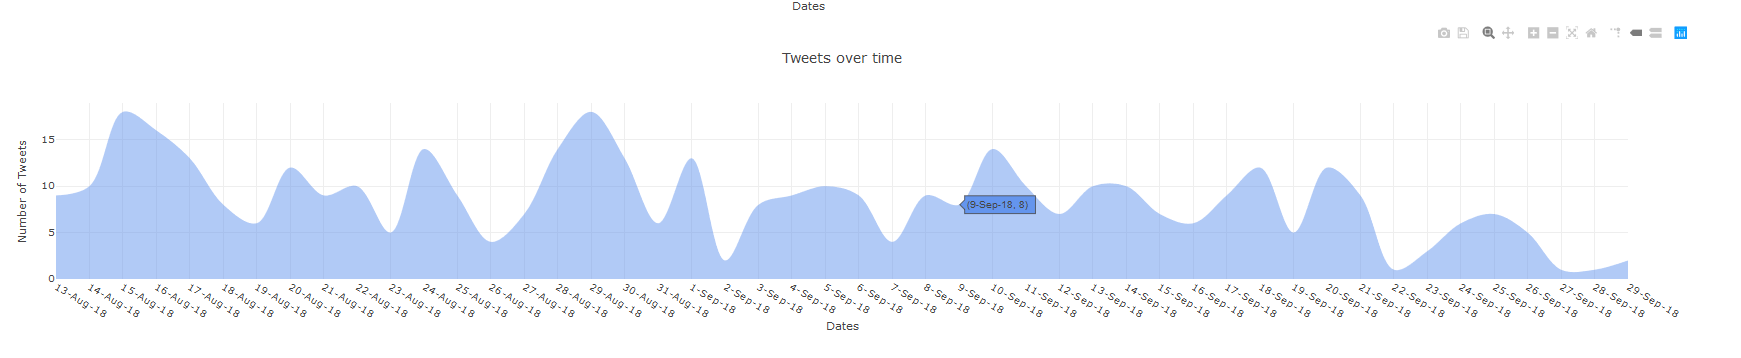 Dates
Tweets over time
Number of Tweets
15
10
5
0
(9-Sep-18, 8)
13-Aug-18
14-Aug-18
15-Aug-18
16-Aug-18
17-Aug-18
18-Aug-18
19-Aug-18
20-Aug-18
21-Aug-18
22-Aug-18
23-Aug-18
24-Aug-18
25-Aug-18
26-Aug-18
27-Aug-18
28-Aug-18
29-Aug-18
30-Aug-18
31-Aug-18
1-Sep-18
2-Sep-18
3-Sep-18
4-Sep-18
5-Sep-18
6-Sep-18
7-Sep-18
8-Sep-18
9-Sep-18
10-Sep-18
11-Sep-18
12-Sep-18
13-Sep-18
14-Sep-18
15-Sep-18
16-Sep-18
17-Sep-18
18-Sep-18
19-Sep-18
20-Sep-18
21-Sep-18
22-Sep-18
23-Sep-18
24-Sep-18
25-Sep-18
26-Sep-18
27-Sep-18
28-Sep-18
29-Sep-18
Dates